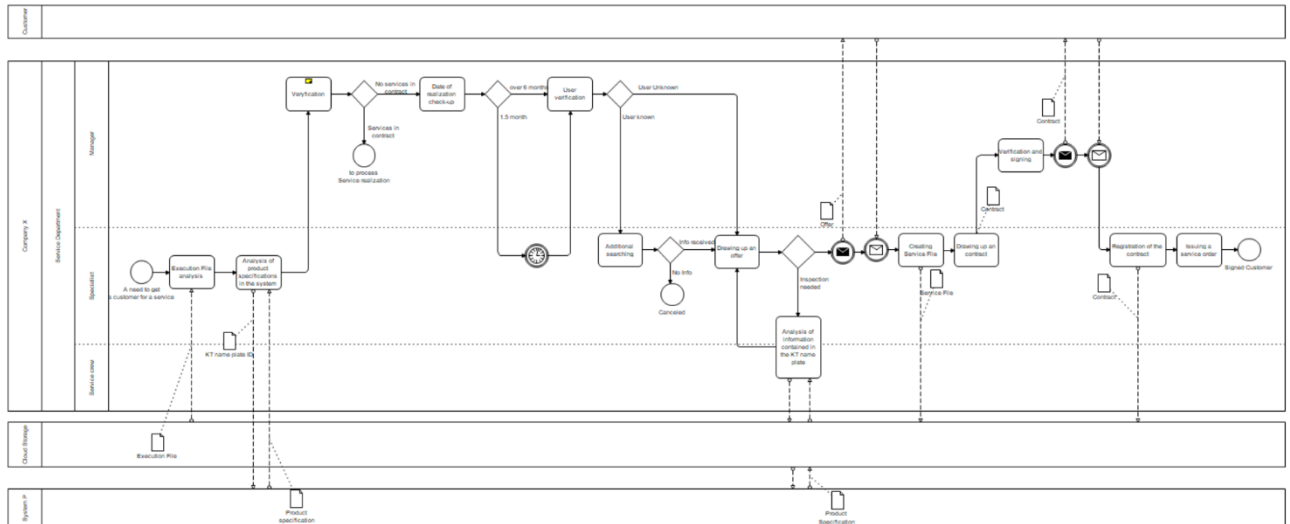 Customer
Company X
Service Department
Manager
Specialist
Service crew
Cloud Storage
System P
A need to get
a customer for a service
Execution File
analysis
Analysis of
product
specifications
in the system
KT name plate ID
Execution File
Product
specification
Veryfication
No services in
contract
Services in
contract
to process
Service realization
Date of
realization
check-up
over 6 months
1.5 month
User
verification
User Unknown
User known
Additional
searching
Info received
No Info
Canceled
Drawing up an
offer
Inspection
needed
Analysis of
information
contained in
the KT name
plate
Product
Specification
Offer
Creating
Service File
Service File
Drowing up an
contract
Contract
Verification and
signing
Contract
Registration of the
contract
Contract
Issuing a
service order
Signed Customer